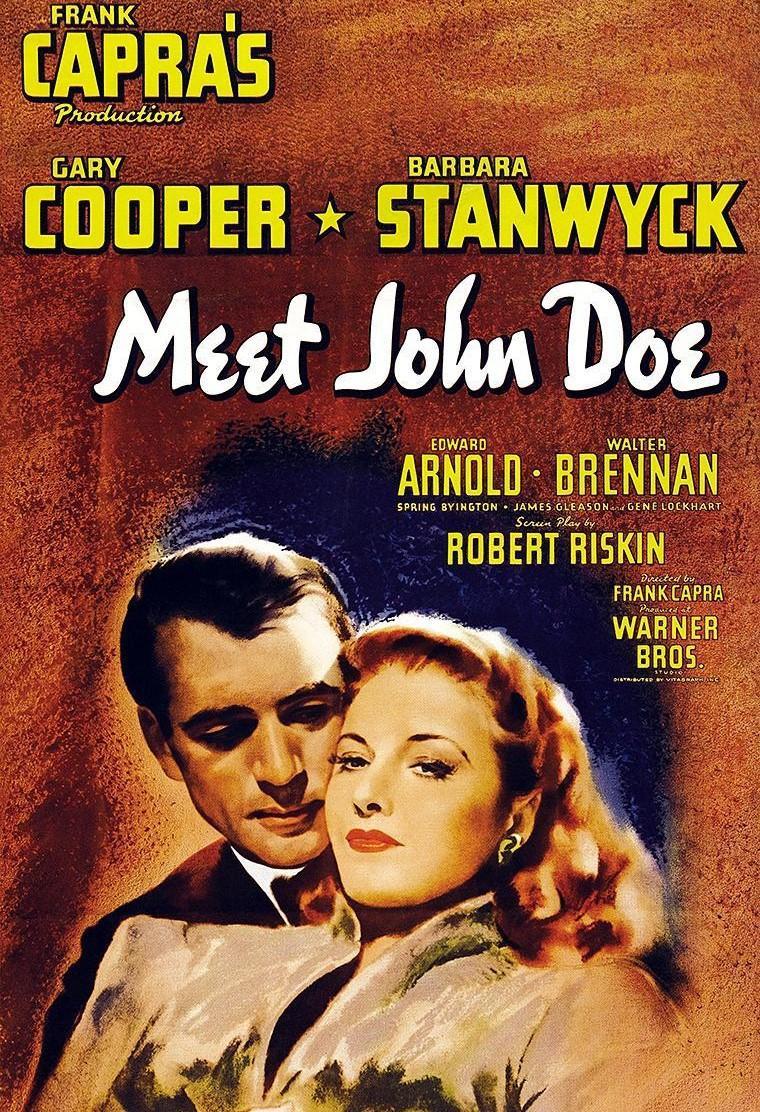 FRANK
CAPRA'S
Production
GARY BARBARA
COOPER ★ STANWYCK
Meet John Doe
EDWARD WALTER
ARNOLD · BRENNAN
SPRING BYINGTON • JAMES GLEASON and GENE LOCKHART
Screen Play by
ROBERT RISKIN
Directed by
FRANK CAPRA
Produced at
WARNER
BROS.
STUDIO
DISTRIBUTED BY VITAGRAPH, INC.